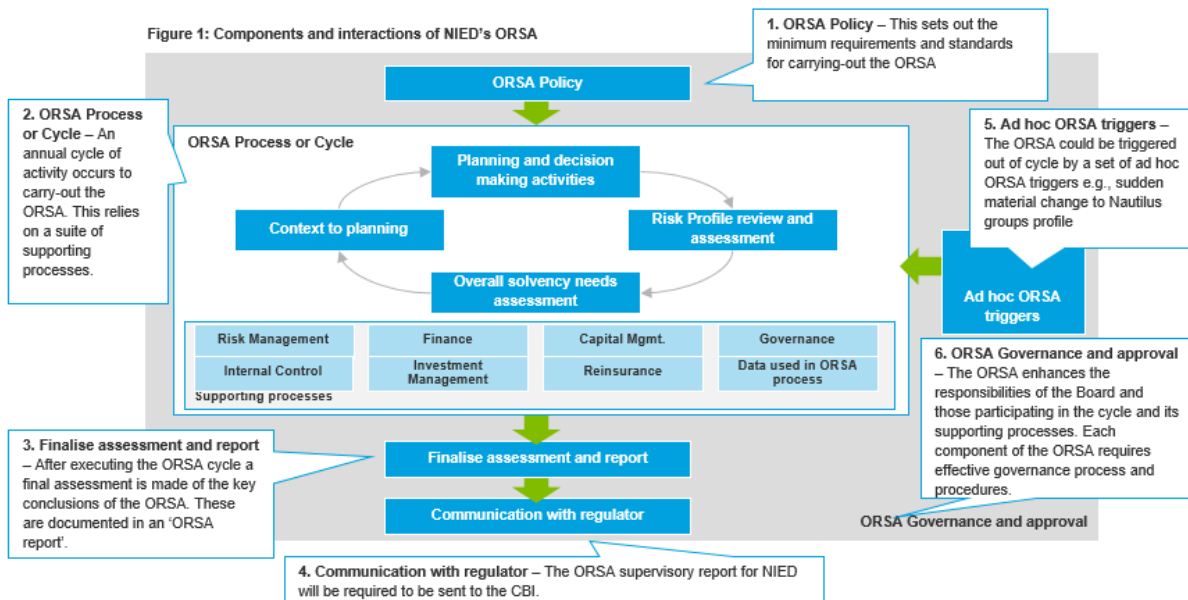 Figure 1: Components and interactions of NIED's ORSA
1. ORSA Policy – This sets out the
minimum requirements and standards
for carrying-out the ORSA
ORSA Policy
2. ORSA Process
or Cycle – An
annual cycle of
activity occurs to
carry-out the
ORSA. This relies
on a suite of
supporting
processes.
ORSA Process or Cycle
Planning and decision
making activities
Context to planning
Risk Profile review and
assessment
Overall solvency needs
assessment
5. Ad hoc ORSA triggers –
The ORSA could be triggered
out of cycle by a set of ad hoc
ORSA triggers e.g., sudden
material change to Nautilus
groups profile
Ad hoc ORSA
triggers
Risk Management
Finance
Capital Mgmt.
Governance
Internal Control
Investment
Management
Reinsurance
Data used in ORSA
process
Supporting processes
6. ORSA Governance and approval
– The ORSA enhances the
responsibilities of the Board and
those participating in the cycle and its
supporting processes. Each
component of the ORSA requires
effective governance process and
procedures.
3. Finalise assessment and report
– After executing the ORSA cycle a
final assessment is made of the key
conclusions of the ORSA. These
are documented in an 'ORSA
report'.
Finalise assessment and report
Communication with regulator
ORSA Governance and approval
4. Communication with regulator – The ORSA supervisory report for NIED
will be required to be sent to the CBI.